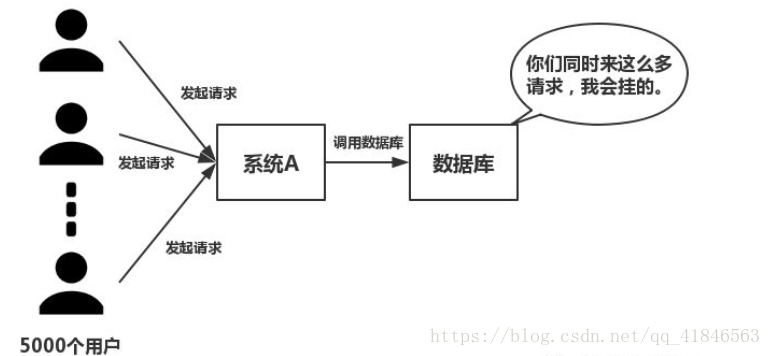 你们同时来这么多
请求，我会挂的。
发起请求
发起请求
系统A
调用数据库
数据库
发起请求
5000个用户
https://blog.csdn.net/qq_41846563